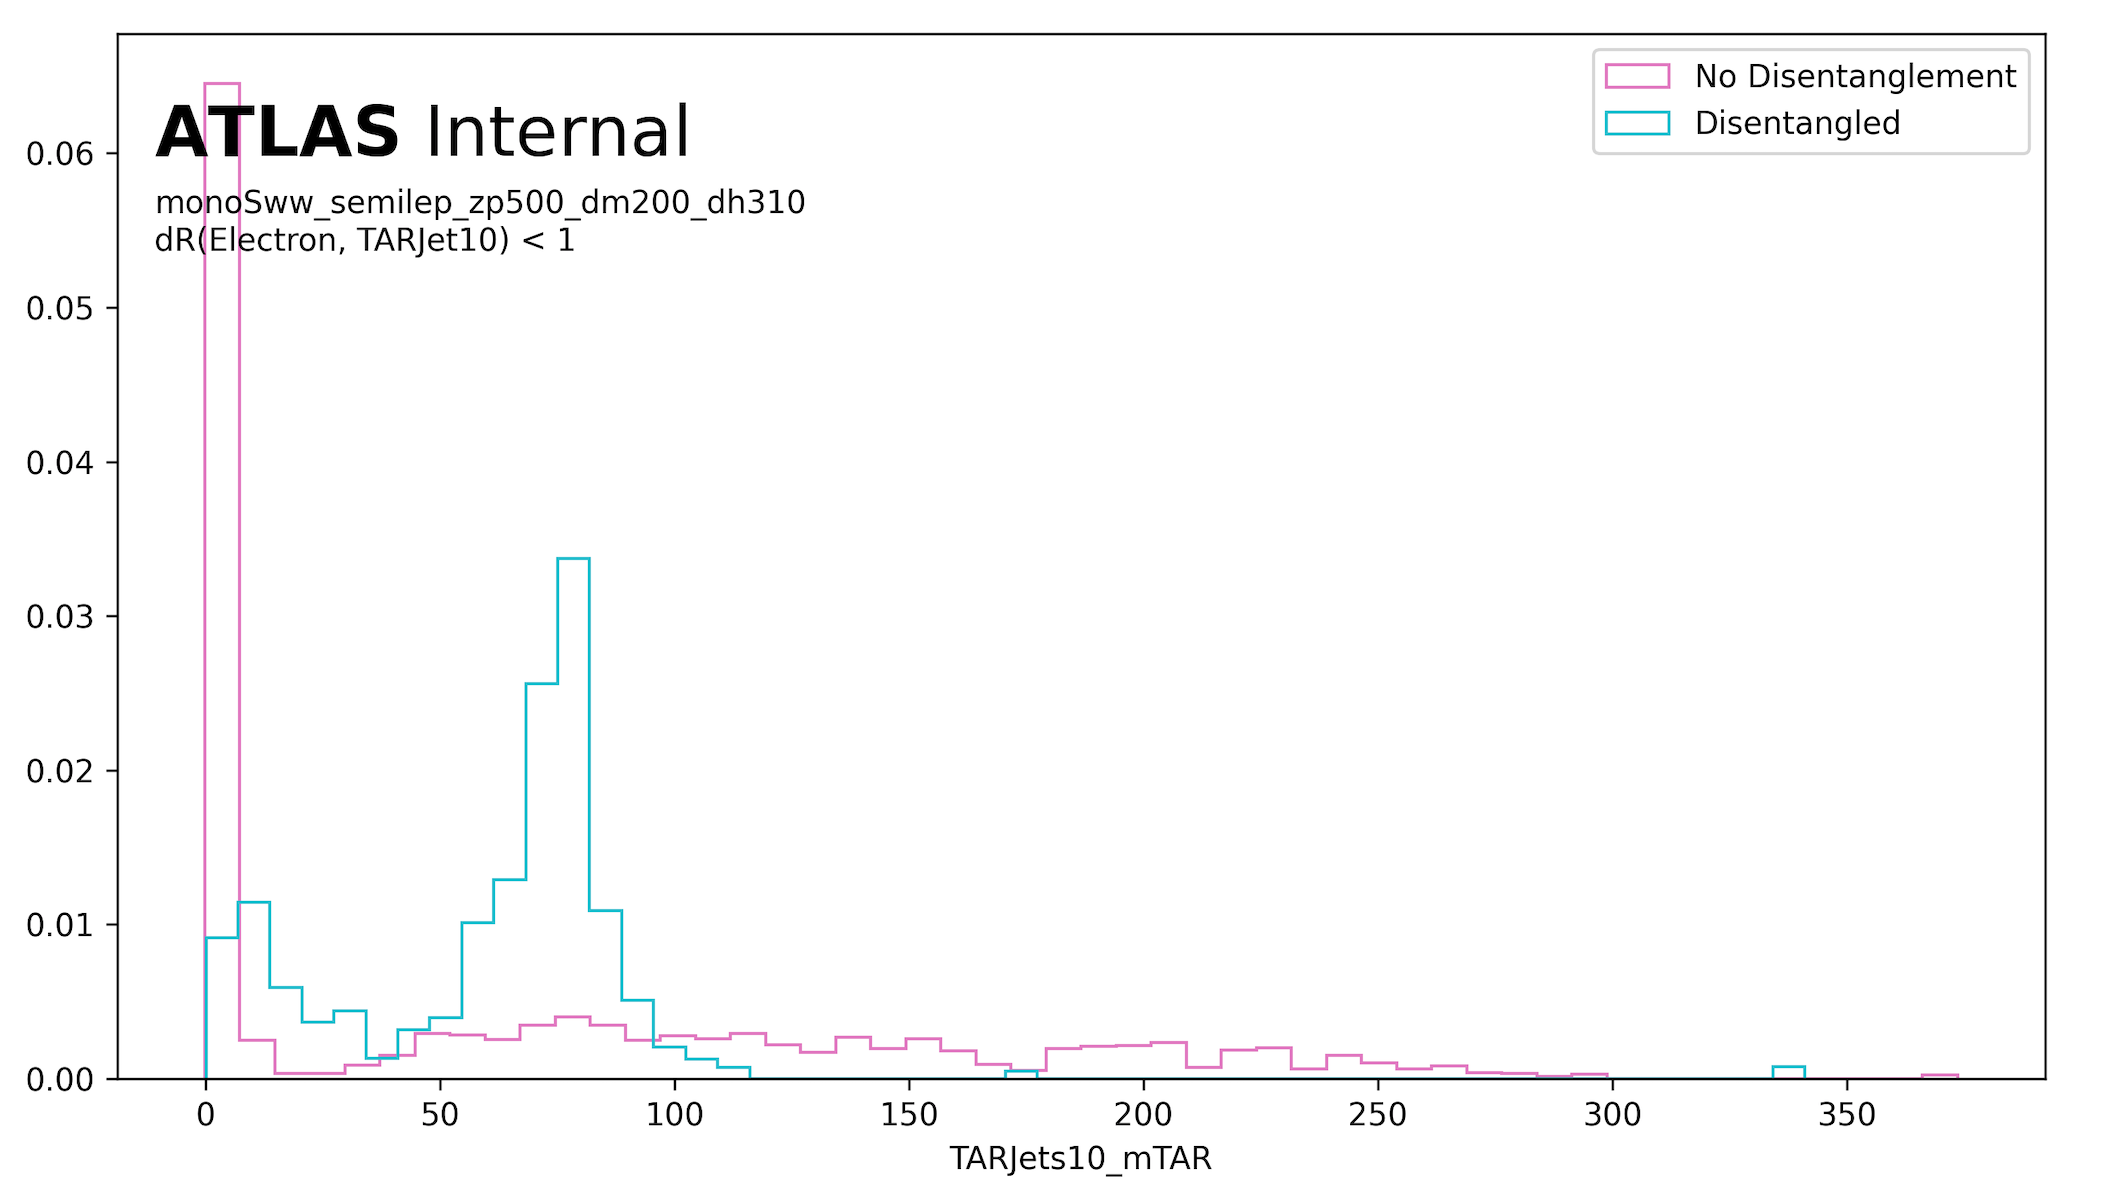 ATLAS Internal
monoSww_semilep_zp500_dm200_dh310
dR(Electron, TARJet10) < 1
No Disentanglement
Disentangled
0.06
0.05
0.04
0.03
0.02
0.01
0.00
0 50 100 150 200 250 300 350
TARJets10_mTAR